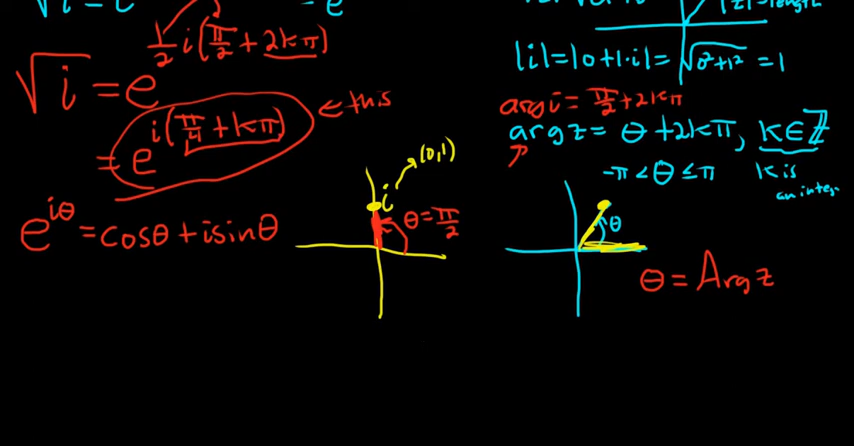 √i = e^{½ i(π/2 + 2kπ)}
= e^{i(π/4 + kπ)} ← this
e^{iθ} = cosθ + i sinθ
i (0,1)
θ = π/2
|z| = length
|i| = |0+1·i| = √(0²+1²) = 1
arg i = π/2 + 2kπ
arg z = θ + 2kπ, k ∈ ℤ
-π < θ ≤ π
k is
an integ
θ
θ = Arg z